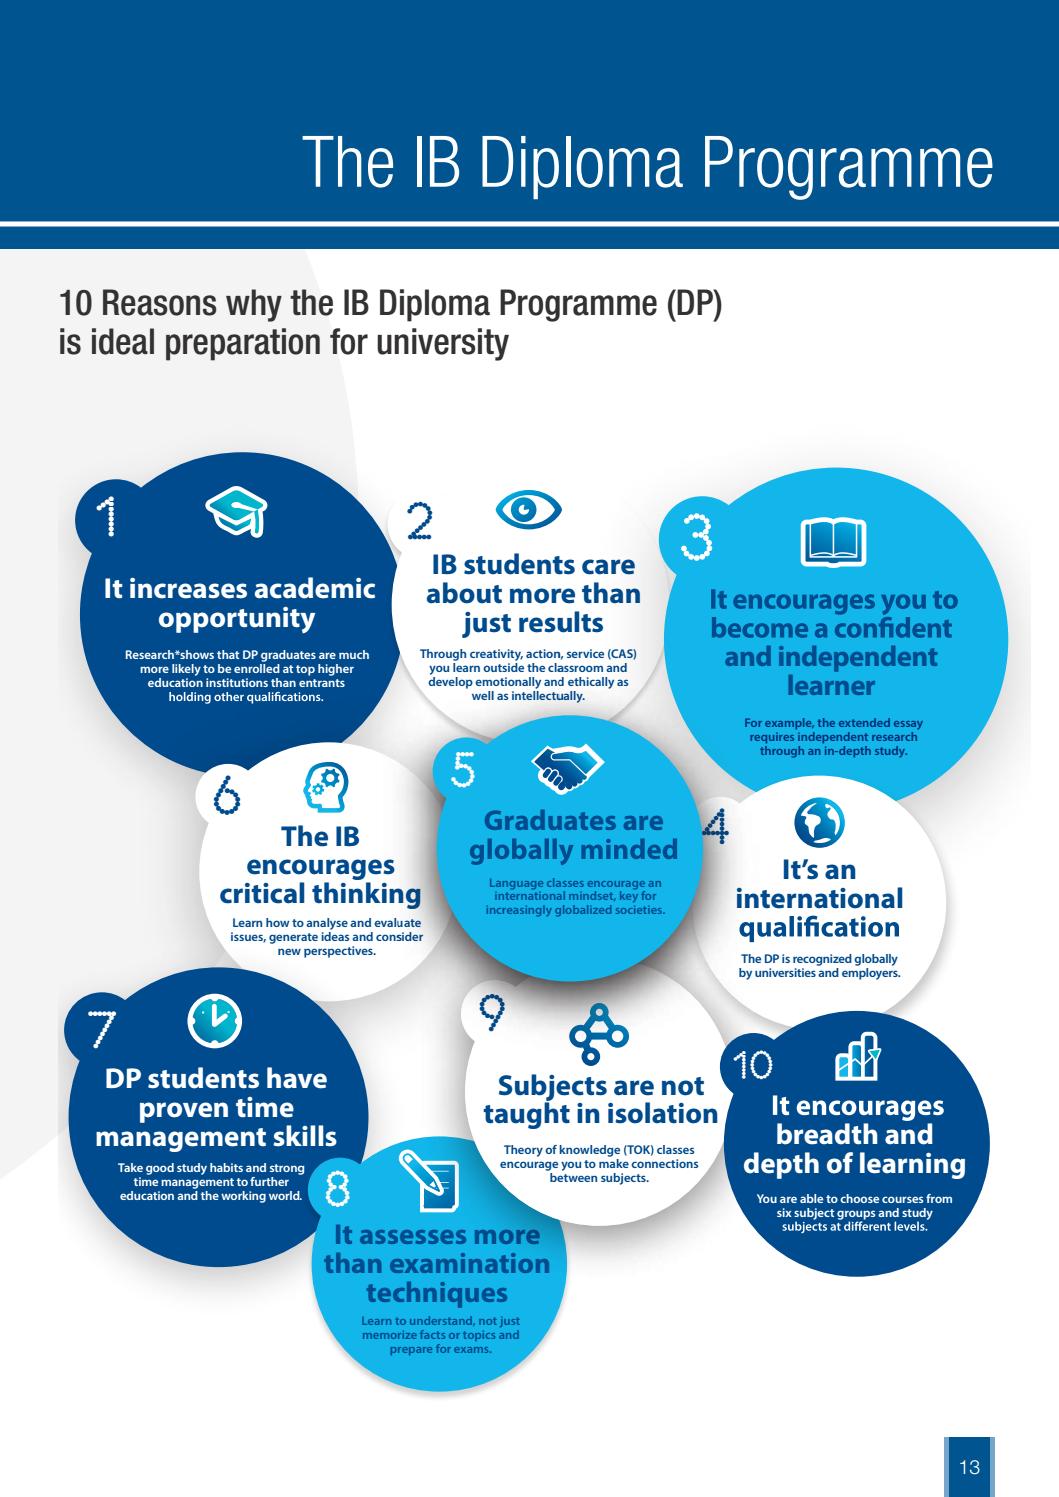 The IB Diploma Programme
10 Reasons why the IB Diploma Programme (DP)
is ideal preparation for university
1
It increases academic
opportunity
Research*shows that DP graduates are much
more likely to be enrolled at top higher
education institutions than entrants
holding other qualifications.
2
IB students care
about more than
just results
Through creativity, action, service (CAS)
you learn outside the classroom and
develop emotionally and ethically as
well as intellectually.
3
It encourages you to
become a confident
and independent
learner
For example, the extended essay
requires independent research
through an in-depth study.
4
It’s an
international
qualification
The DP is recognized globally
by universities and employers.
5
Graduates are
globally minded
Language classes encourage an
international mindset, key for
increasingly globalized societies.
6
The IB
encourages
critical thinking
Learn how to analyse and evaluate
issues, generate ideas and consider
new perspectives.
7
DP students have
proven time
management skills
Take good study habits and strong
time management to further
education and the working world.
8
It assesses more
than examination
techniques
Learn to understand, not just
memorize facts or topics and
prepare for exams.
9
Subjects are not
taught in isolation
Theory of knowledge (TOK) classes
encourage you to make connections
between subjects.
10
It encourages
breadth and
depth of learning
You are able to choose courses from
six subject groups and study
subjects at different levels.
13